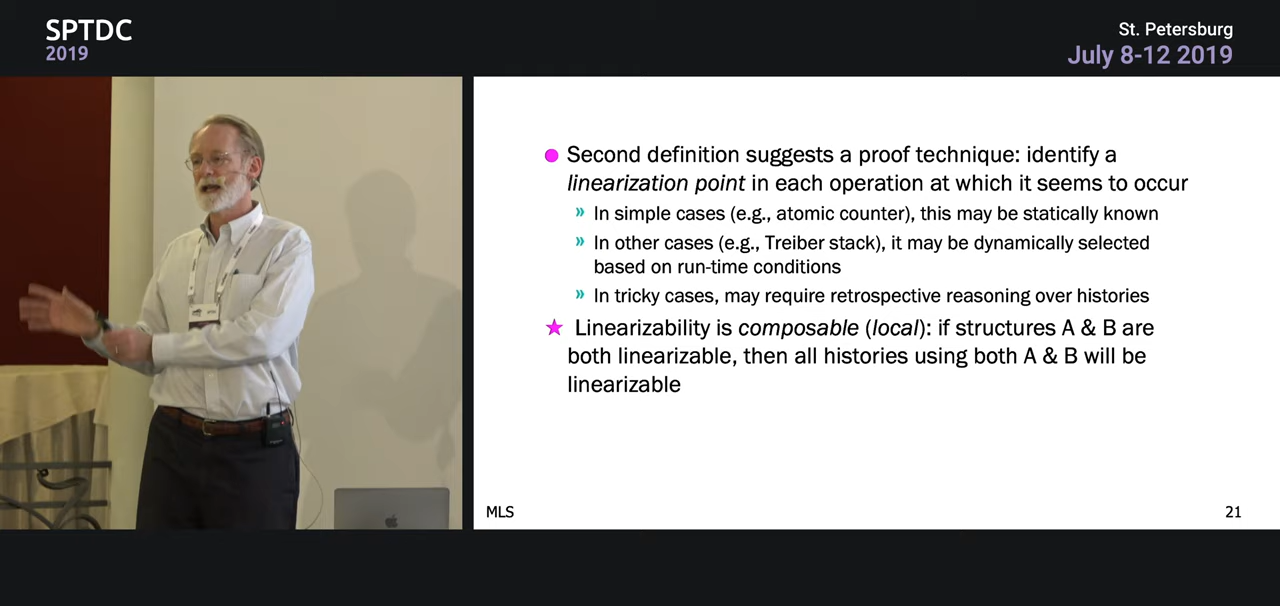 SPTDC
2019
St. Petersburg
July 8-12 2019
Second definition suggests a proof technique: identify a
linearization point in each operation at which it seems to occur
» In simple cases (e.g., atomic counter), this may be statically known
» In other cases (e.g., Treiber stack), it may be dynamically selected
based on run-time conditions
» In tricky cases, may require retrospective reasoning over histories
★ Linearizability is composable (local): if structures A & B are
both linearizable, then all histories using both A & B will be
linearizable
MLS
21